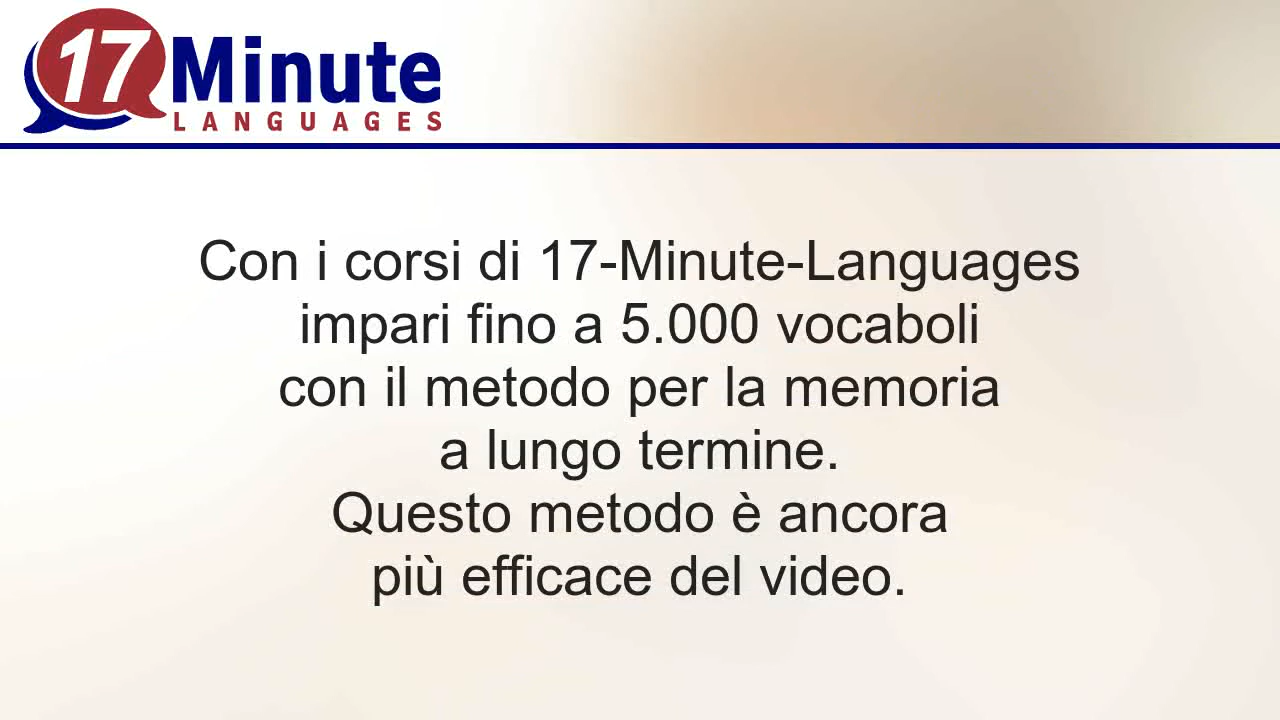 17 Minute
LANGUAGES
Con i corsi di 17-Minute-Languages
impari fino a 5.000 vocaboli
con il metodo per la memoria
a lungo termine.
Questo metodo è ancora
più efficace del video.